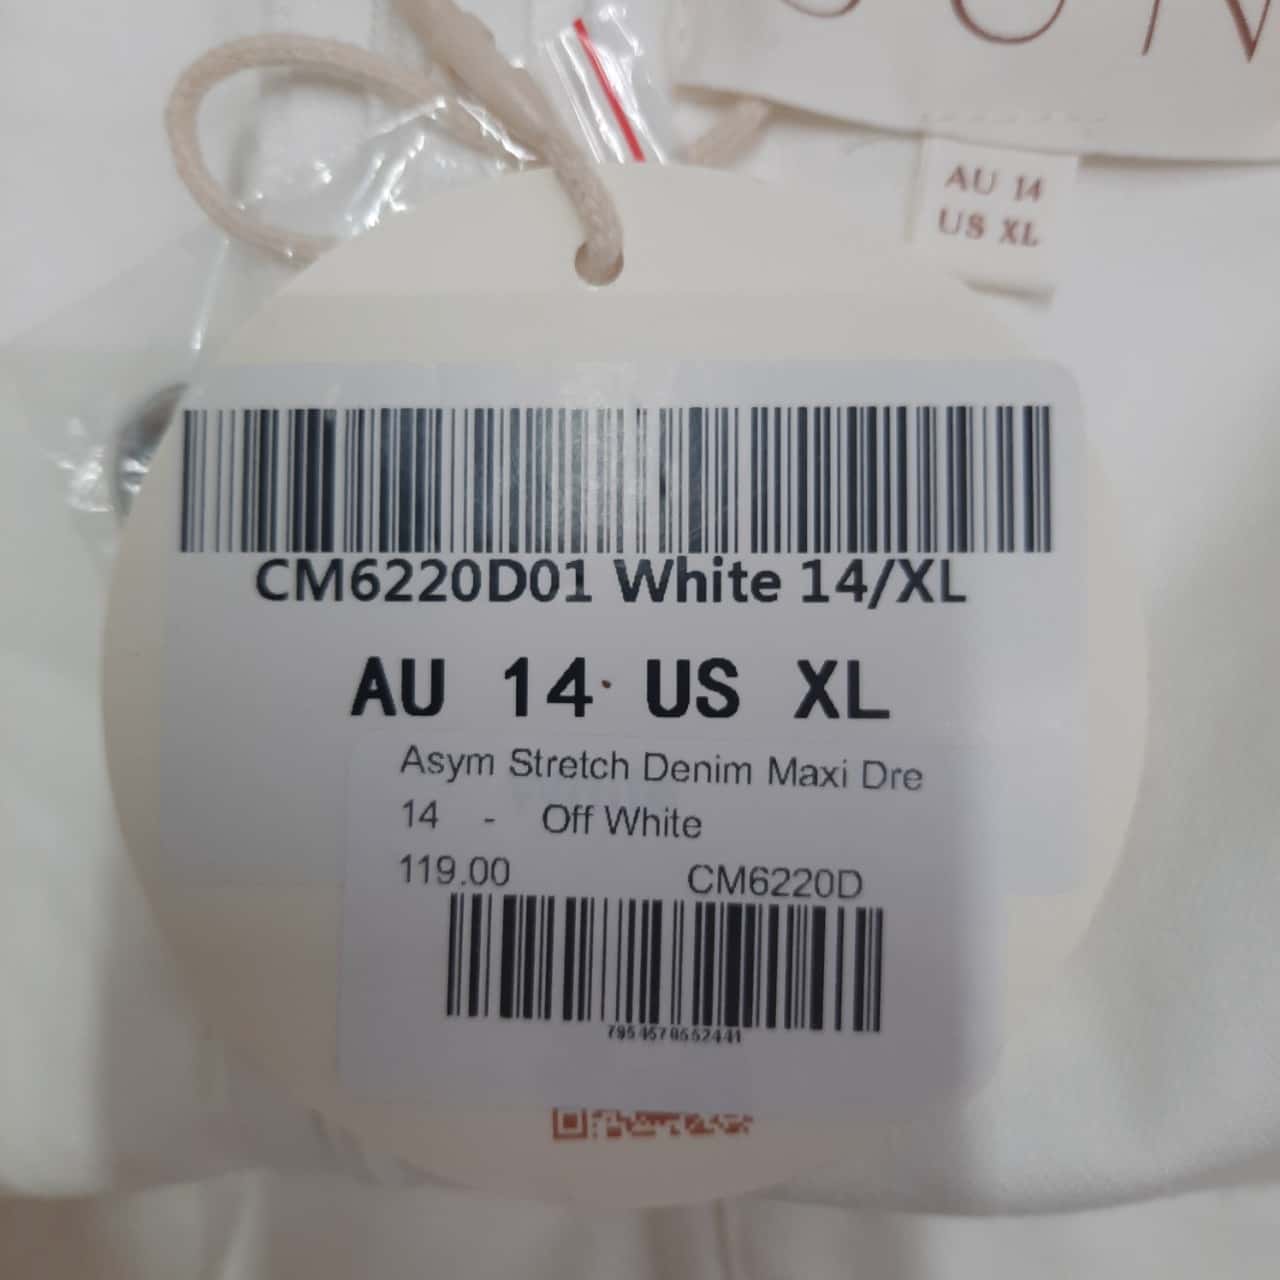 AU 14
US XL
CM6220D01 White 14/XL
AU 14 US XL
Asym Stretch Denim Maxi Dre
14 - Off White
119.00 CM6220D